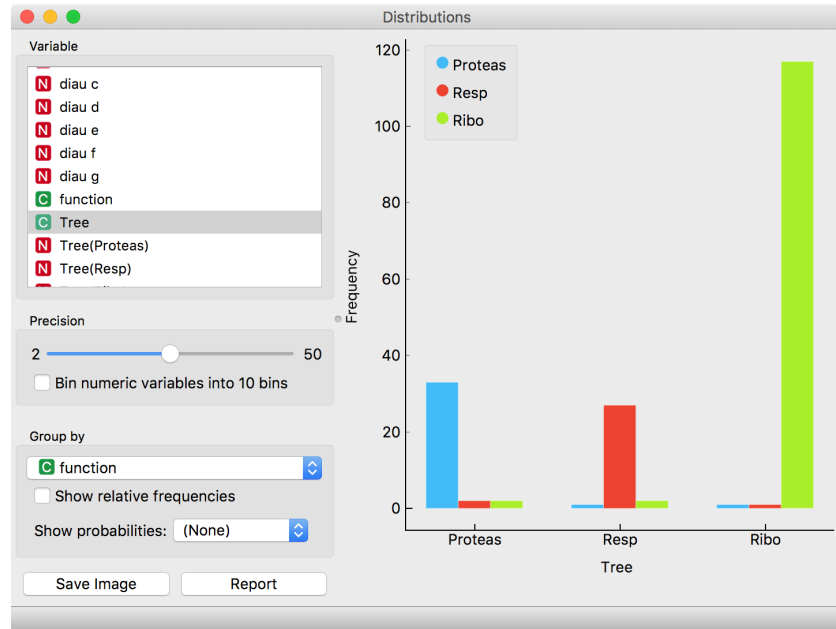 Distributions
Variable
N diau c
N diau d
N diau e
N diau f
N diau g
C function
C Tree
N Tree(Proteas)
N Tree(Resp)
Precision
2 50
Bin numeric variables into 10 bins
Group by
C function
Show relative frequencies
Show probabilities: (None)
Save Image Report
Proteas
Resp
Ribo
120
100
80
60
40
20
0
Frequency
Proteas Resp Ribo
Tree